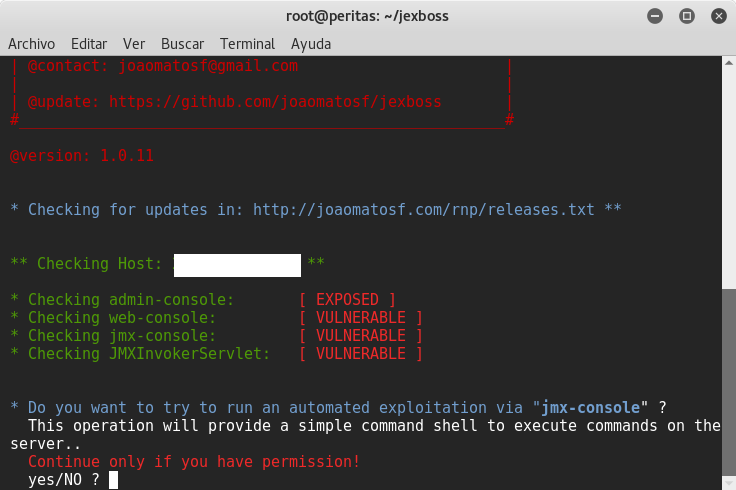 root@peritas: ~/jexboss
Archivo Editar Ver Buscar Terminal Ayuda
| @contact: joaomatosf@gmail.com |
| |
| @update: https://github.com/joaomatosf/jexboss |
#______________________________________________________#
@version: 1.0.11
* Checking for updates in: http://joaomatosf.com/rnp/releases.txt **
** Checking Host: **
* Checking admin-console: [ EXPOSED ]
* Checking web-console: [ VULNERABLE ]
* Checking jmx-console: [ VULNERABLE ]
* Checking JMXInvokerServlet: [ VULNERABLE ]
* Do you want to try to run an automated exploitation via "jmx-console" ?
This operation will provide a simple command shell to execute commands on the
server..
Continue only if you have permission!
yes/NO ?